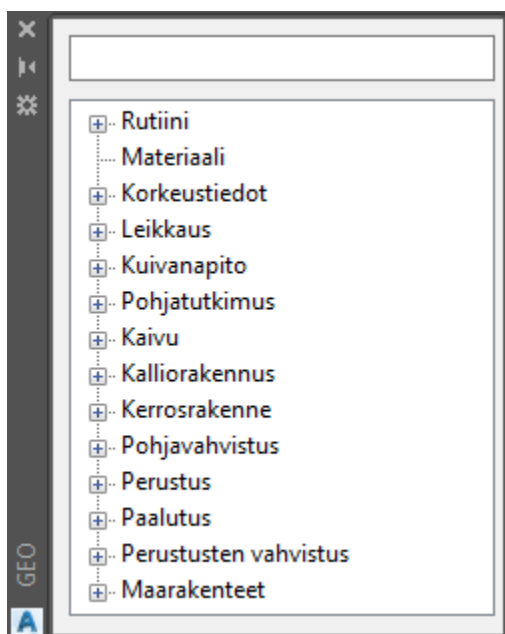 Rutiini
Materiaali
Korkeustiedot
Leikkaus
Kuivanapito
Pohjatutkimus
Kaivu
Kalliorakennus
Kerrosrakenne
Pohjavahvistus
Perustus
Paalutus
Perustusten vahvistus
Maarakenteet
GEO
A